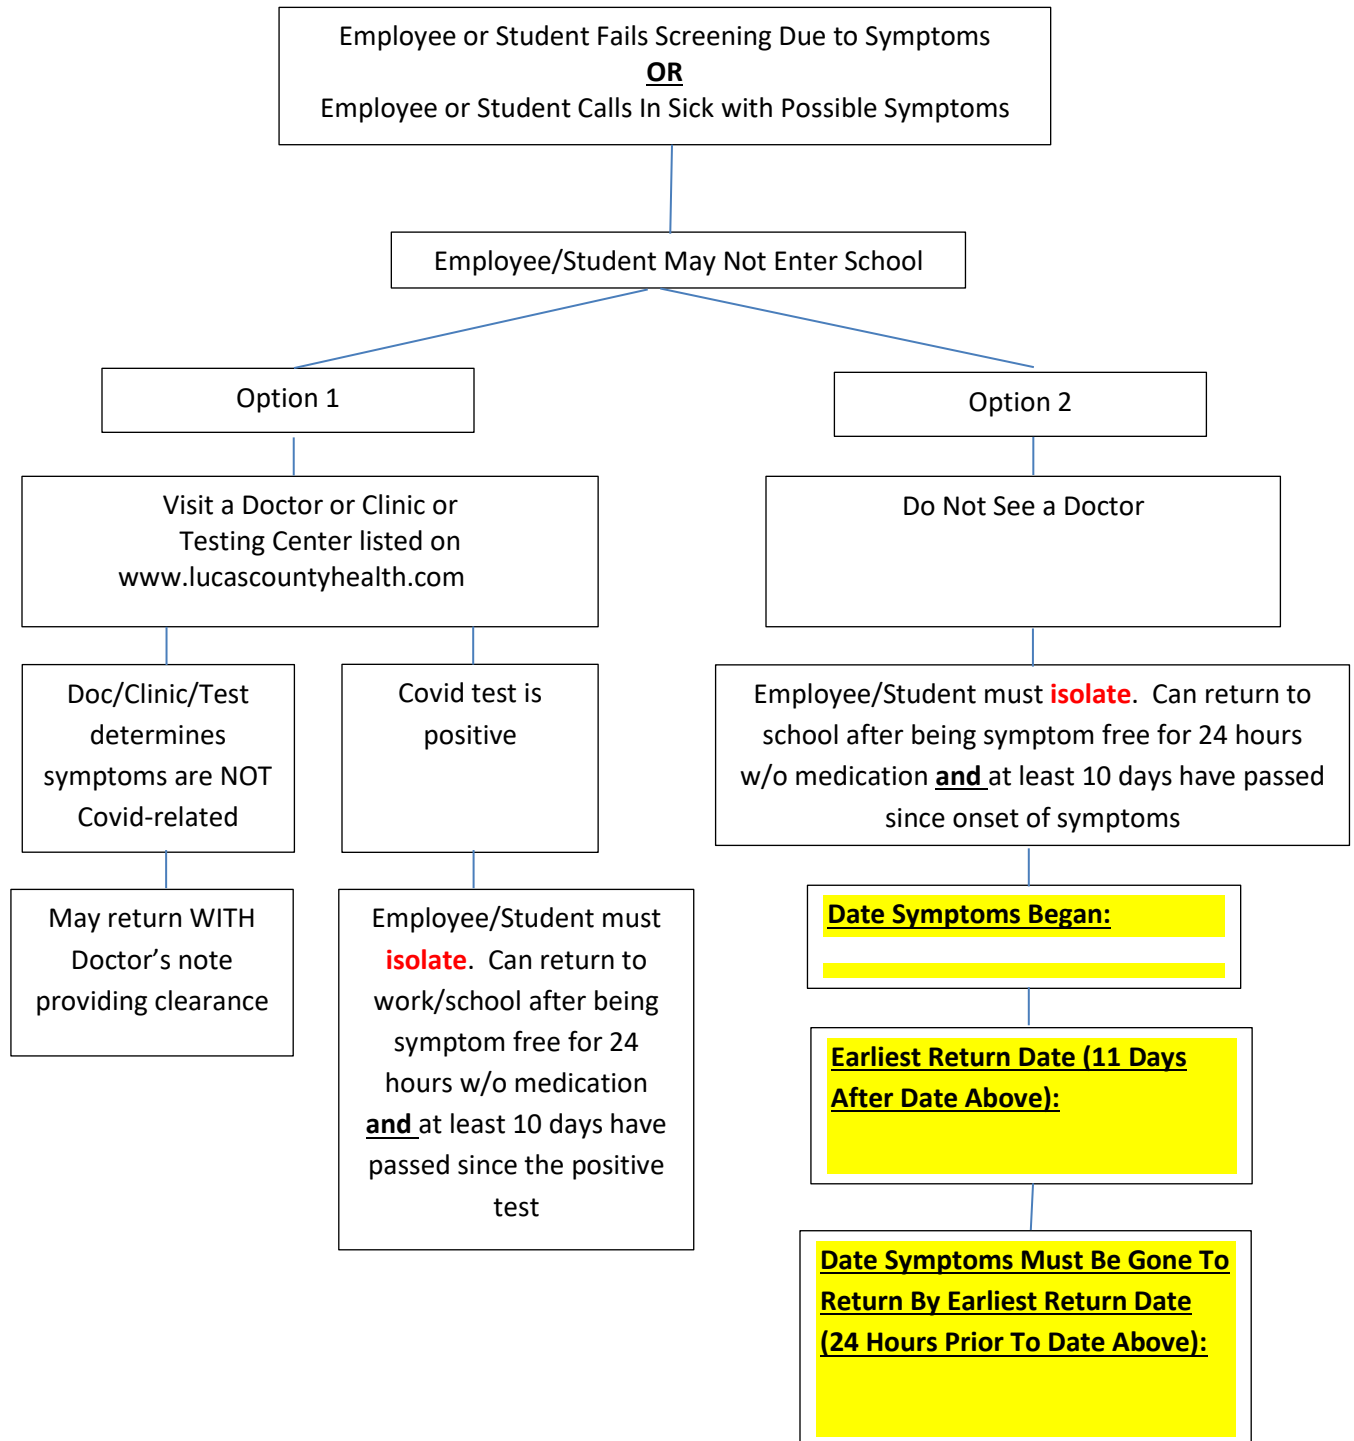 Employee or Student Fails Screening Due to Symptoms
OR
Employee or Student Calls In Sick with Possible Symptoms
Employee/Student May Not Enter School
Option 1
Option 2
Visit a Doctor or Clinic or
Testing Center listed on
www.lucascountyhealth.com
Do Not See a Doctor
Doc/Clinic/Test
determines
symptoms are NOT
Covid-related
Covid test is
positive
Employee/Student must isolate. Can return to
school after being symptom free for 24 hours
w/o medication and at least 10 days have passed
since onset of symptoms
May return WITH
Doctor’s note
providing clearance
Employee/Student must
isolate. Can return to
work/school after being
symptom free for 24
hours w/o medication
and at least 10 days have
passed since the positive
test
Date Symptoms Began:
Earliest Return Date (11 Days
After Date Above):
Date Symptoms Must Be Gone To
Return By Earliest Return Date
(24 Hours Prior To Date Above):